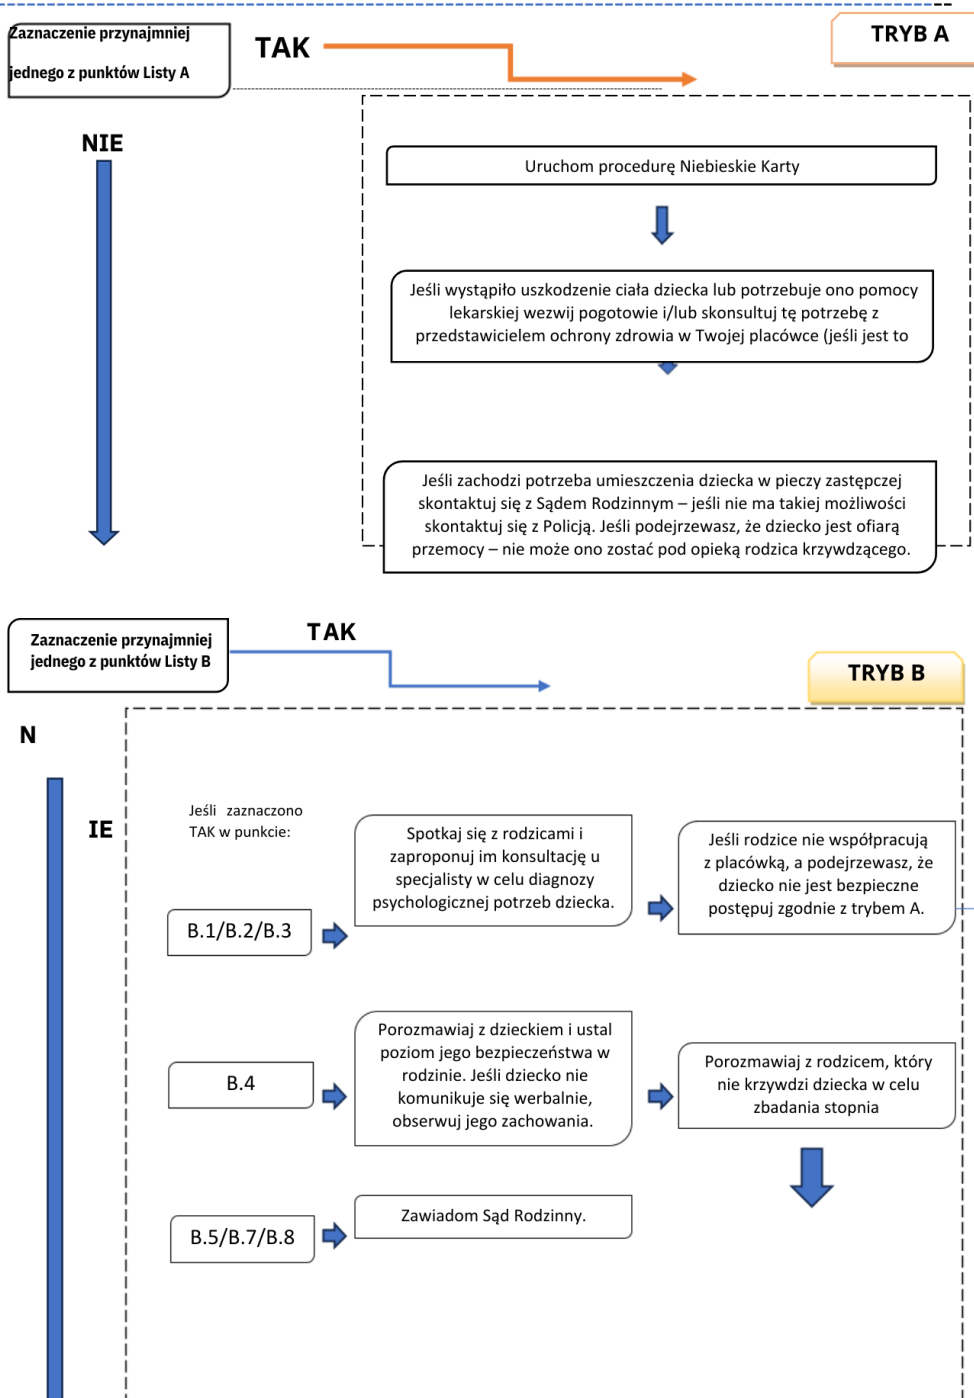 Zaznaczenie przynajmniej
jednego z punktów Listy A
TAK
TRYB A
NIE
Uruchom procedurę Niebieskie Karty
Jeśli wystąpiło uszkodzenie ciała dziecka lub potrzebuje ono pomocy
lekarskiej wezwij pogotowie i/lub skonsultuj tę potrzebę z
przedstawicielem ochrony zdrowia w Twojej placówce (jeśli jest to
Jeśli zachodzi potrzeba umieszczenia dziecka w pieczy zastępczej
skontaktuj się z Sądem Rodzinnym – jeśli nie ma takiej możliwości
skontaktuj się z Policją. Jeśli podejrzewasz, że dziecko jest ofiarą
przemocy – nie może ono zostać pod opieką rodzica krzywdzącego.
Zaznaczenie przynajmniej
jednego z punktów Listy B
TAK
TRYB B
N
IE
Jeśli zaznaczono
TAK w punkcie:
B.1/B.2/B.3
Spotkaj się z rodzicami i
zaproponuj im konsultację u
specjalisty w celu diagnozy
psychologicznej potrzeb dziecka.
Jeśli rodzice nie współpracują
z placówką, a podejrzewasz, że
dziecko nie jest bezpieczne
postępuj zgodnie z trybem A.
B.4
Porozmawiaj z dzieckiem i ustal
poziom jego bezpieczeństwa w
rodzinie. Jeśli dziecko nie
komunikuje się werbalnie,
obserwuj jego zachowania.
Porozmawiaj z rodzicem, który
nie krzywdzi dziecka w celu
zbadania stopnia
B.5/B.7/B.8
Zawiadom Sąd Rodzinny.